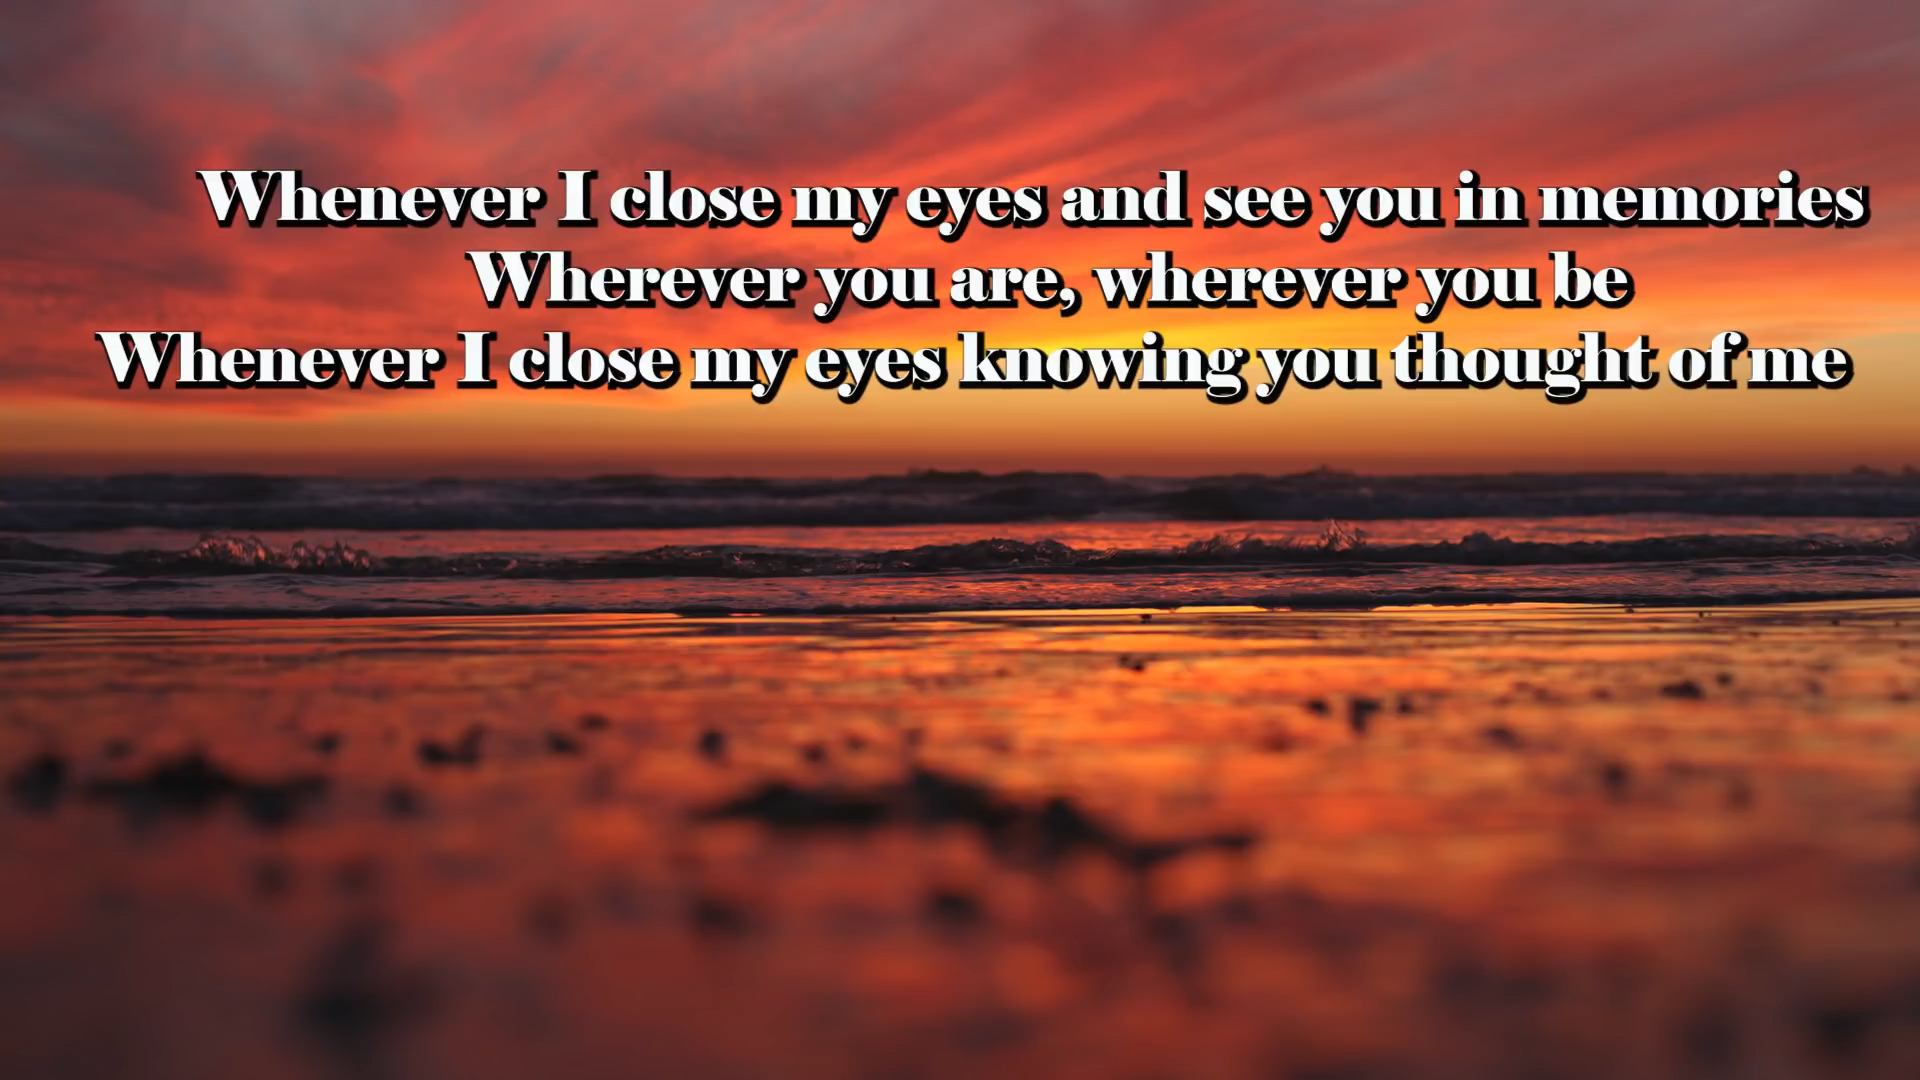 Whenever I close my eyes and see you in memories
Wherever you are, wherever you be
Whenever I close my eyes knowing you thought of me